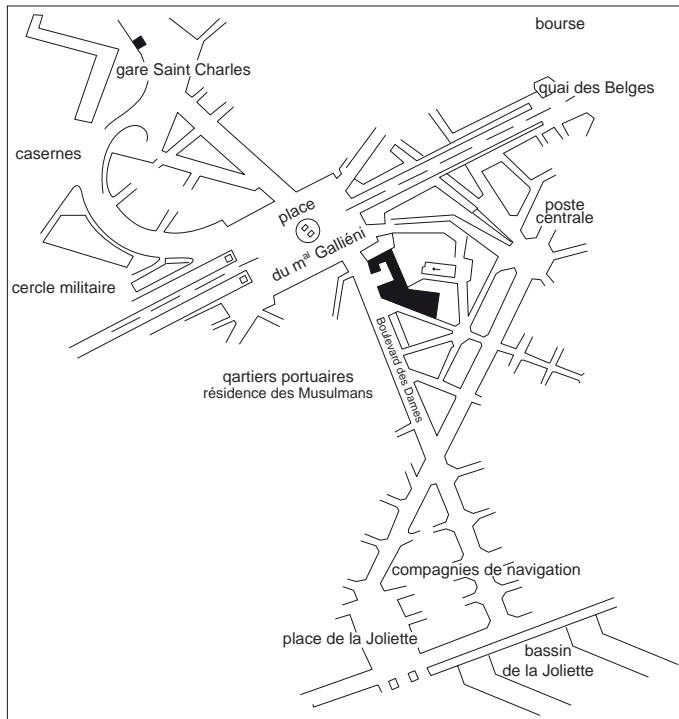 bourse
gare Saint Charles
quai des Belges
casernes
poste
centrale
place
du mal Galliéni
cercle militaire
Boulevard des Dames
qartiers portuaires
résidence des Musulmans
compagnies de navigation
place de la Joliette
bassin
de la Joliette